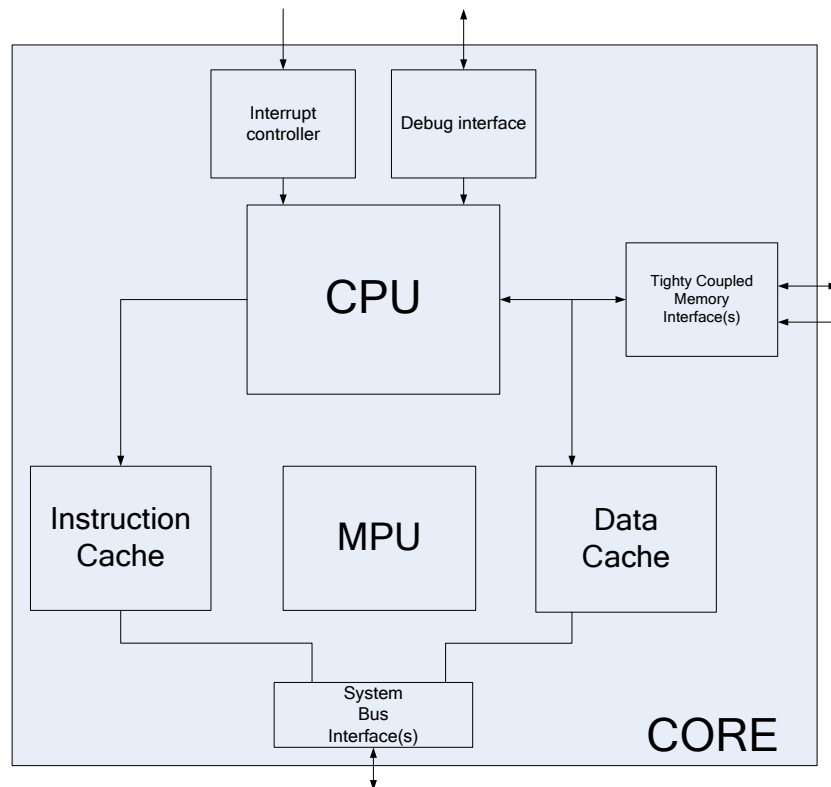 Interrupt
controller
Debug interface
CPU
Tighty Coupled
Memory
Interface(s)
Instruction
Cache
MPU
Data
Cache
System
Bus
Interface(s)
CORE